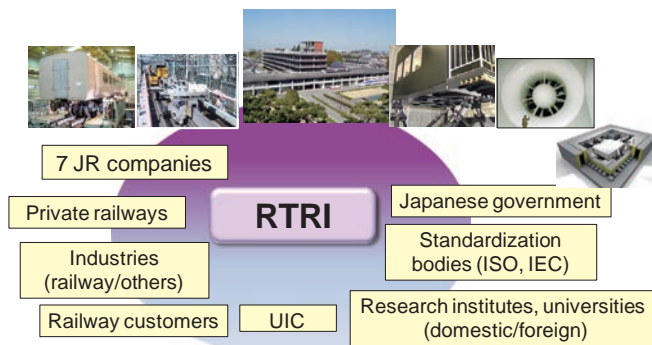 7 JR companies
Private railways
RTRI
Japanese government
Industries
(railway/others)
Standardization
bodies (ISO, IEC)
Railway customers
UIC
Research institutes, universities
(domestic/foreign)